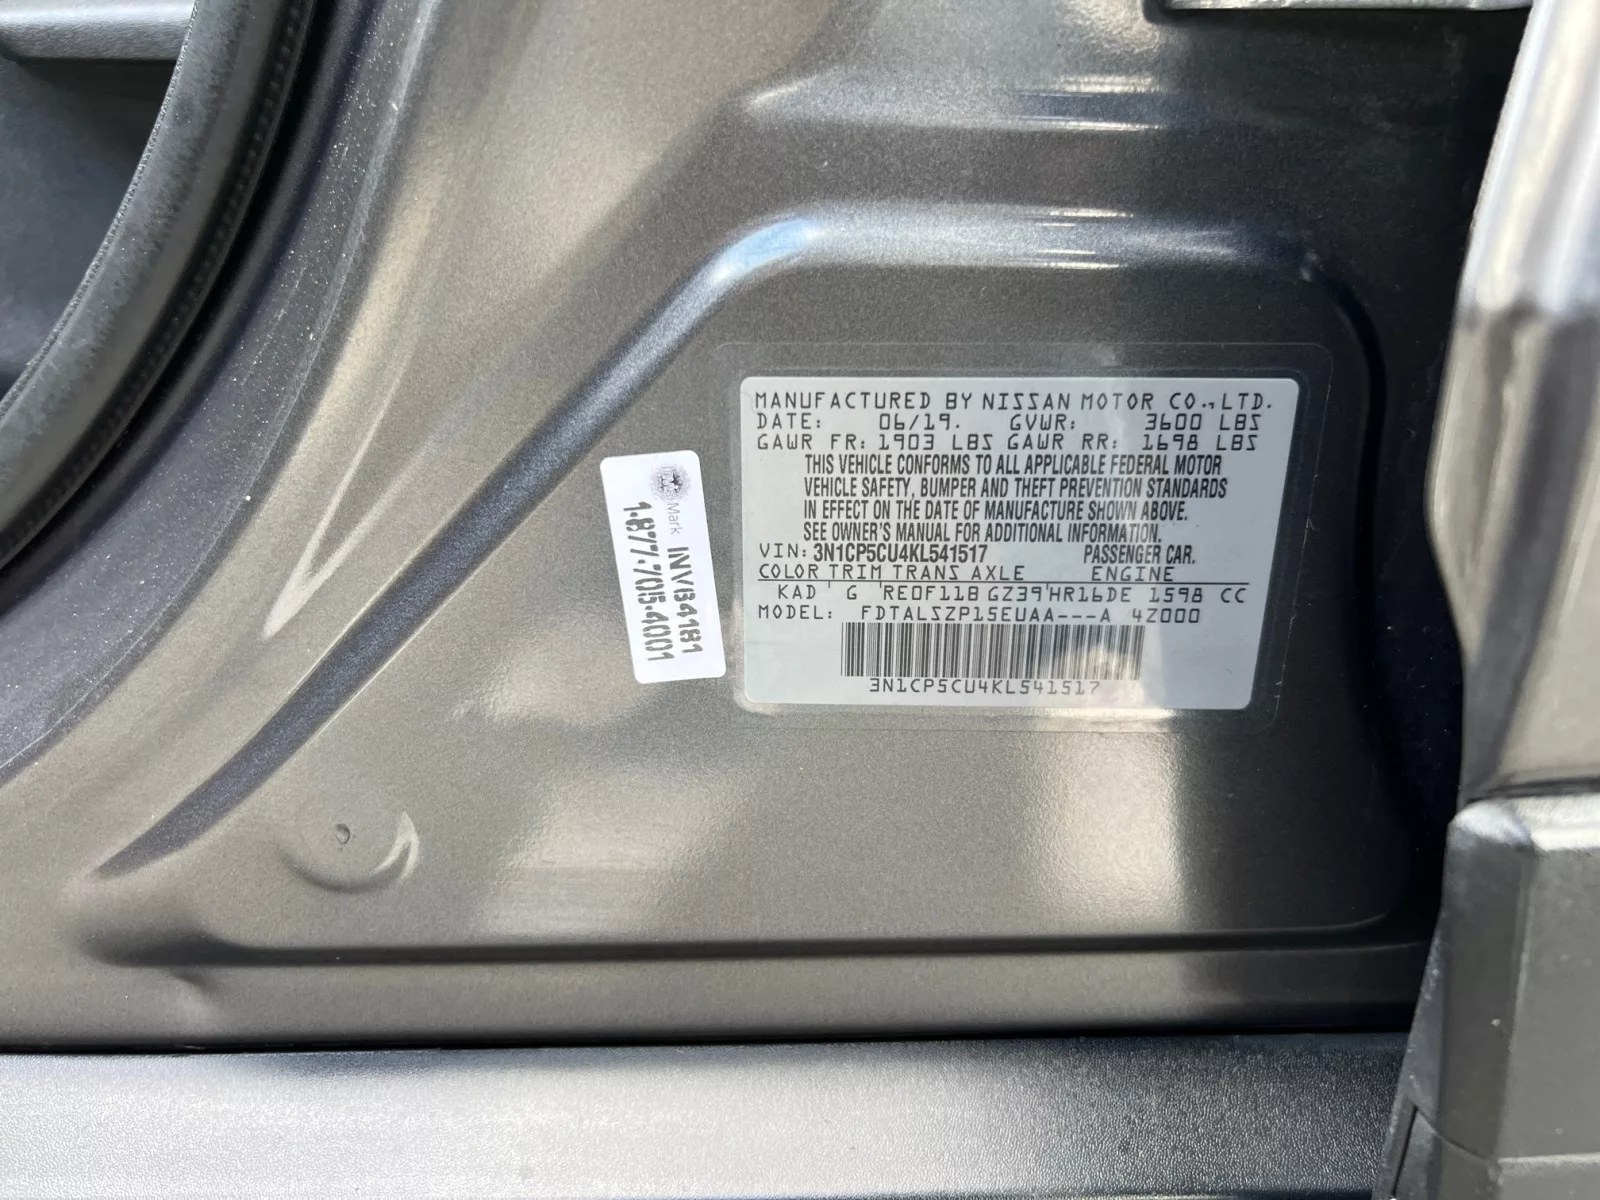 MANUFACTURED BY NISSAN MOTOR CO.,LTD.
DATE: 06/19. GVWR: 3600 LBS
GAWR FR: 1903 LBS GAWR RR: 1698 LBS
THIS VEHICLE CONFORMS TO ALL APPLICABLE FEDERAL MOTOR
VEHICLE SAFETY, BUMPER AND THEFT PREVENTION STANDARDS
IN EFFECT ON THE DATE OF MANUFACTURE SHOWN ABOVE.
SEE OWNER'S MANUAL FOR ADDITIONAL INFORMATION.
VIN: 3N1CP5CU4KL541517 PASSENGER CAR.
COLOR TRIM TRANS AXLE ENGINE
KAD G RE0F11B GZ39 HR16DE 1598 CC
MODEL: FDTALSZP15EUAA---A 4Z000
3N1CP5CU4KL541517
Mark INV64181
1-877-705-4001